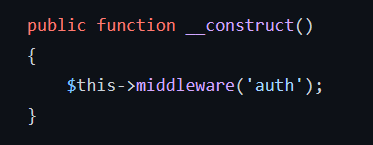 public function __construct()
{
    $this->middleware('auth');
}